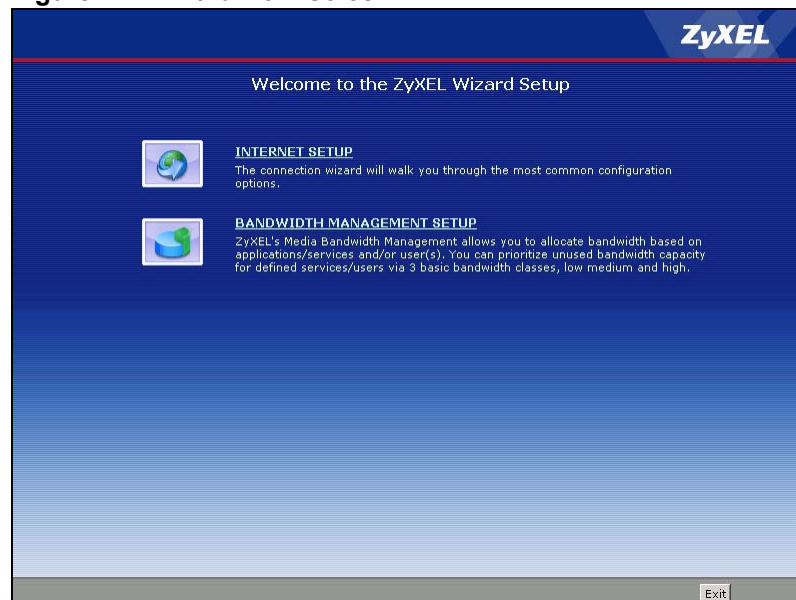 ZyXEL
Welcome to the ZyXEL Wizard Setup
INTERNET SETUP
The connection wizard will walk you through the most common configuration
options.
BANDWIDTH MANAGEMENT SETUP
ZyXEL's Media Bandwidth Management allows you to allocate bandwidth based on
applications/services and/or user(s). You can prioritize unused bandwidth capacity
for defined services/users via 3 basic bandwidth classes, low medium and high.
Exit